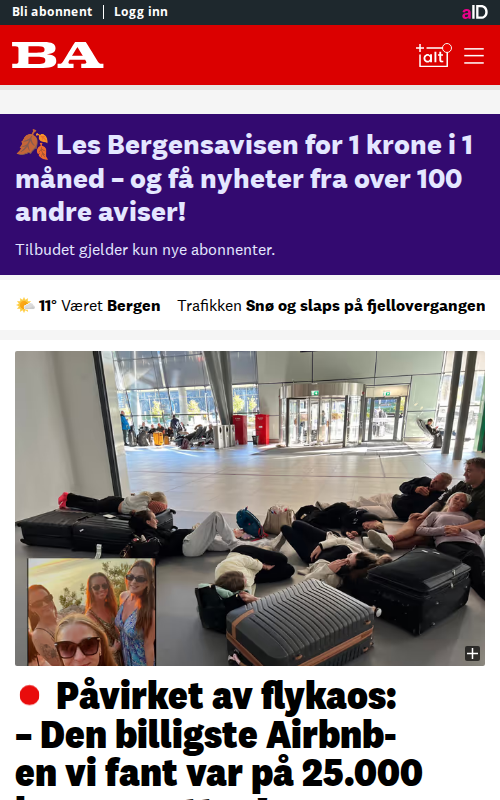 Bli abonnent | Logg inn
aID
BA
+alt
🍂 Les Bergensavisen for 1 krone i 1
måned – og få nyheter fra over 100
andre aviser!
Tilbudet gjelder kun nye abonnenter.
11° Været Bergen Trafikken Snø og slaps på fjellovergangen
Påvirket av flykaos:
– Den billigste Airbnb-
en vi fant var på 25.000